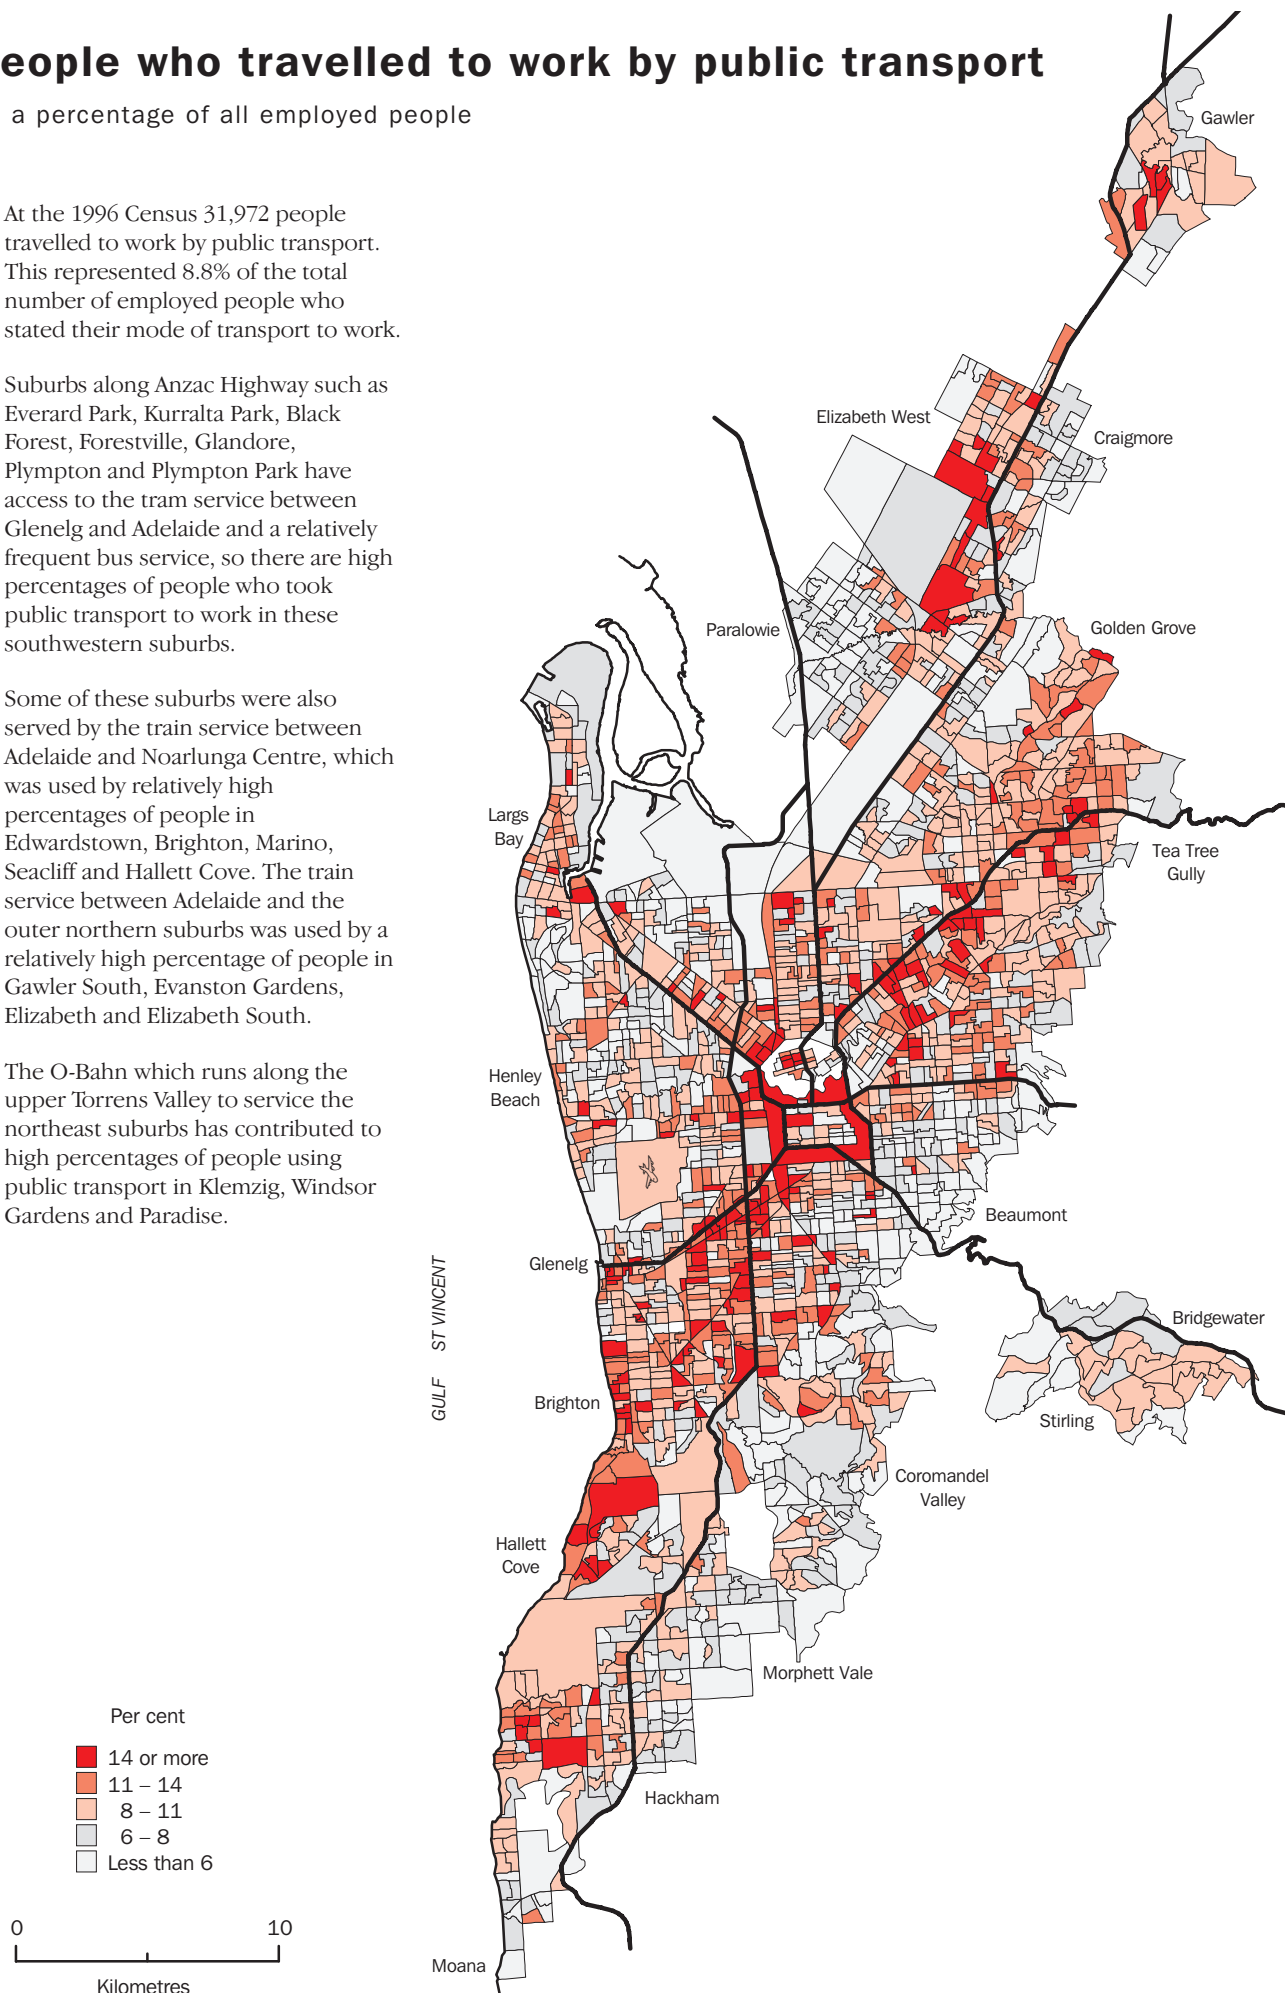 eople who travelled to work by public transport
a percentage of all employed people
At the 1996 Census 31,972 people
travelled to work by public transport.
This represented 8.8% of the total
number of employed people who
stated their mode of transport to work.
Suburbs along Anzac Highway such as
Everard Park, Kurralta Park, Black
Forest, Forestville, Glandore,
Plympton and Plympton Park have
access to the tram service between
Glenelg and Adelaide and a relatively
frequent bus service, so there are high
percentages of people who took
public transport to work in these
southwestern suburbs.
Some of these suburbs were also
served by the train service between
Adelaide and Noarlunga Centre, which
was used by relatively high
percentages of people in
Edwardstown, Brighton, Marino,
Seacliff and Hallett Cove. The train
service between Adelaide and the
outer northern suburbs was used by a
relatively high percentage of people in
Gawler South, Evanston Gardens,
Elizabeth and Elizabeth South.
The O-Bahn which runs along the
upper Torrens Valley to service the
northeast suburbs has contributed to
high percentages of people using
public transport in Klemzig, Windsor
Gardens and Paradise.
Gawler
Elizabeth West
Craigmore
Paralowie
Golden Grove
Largs
Bay
Tea Tree
Gully
Henley
Beach
Beaumont
Glenelg
GULF ST VINCENT
Bridgewater
Brighton
Stirling
Coromandel
Valley
Hallett
Cove
Morphett Vale
Hackham
Moana
Per cent
14 or more
11 – 14
8 – 11
6 – 8
Less than 6
0 10
Kilometres